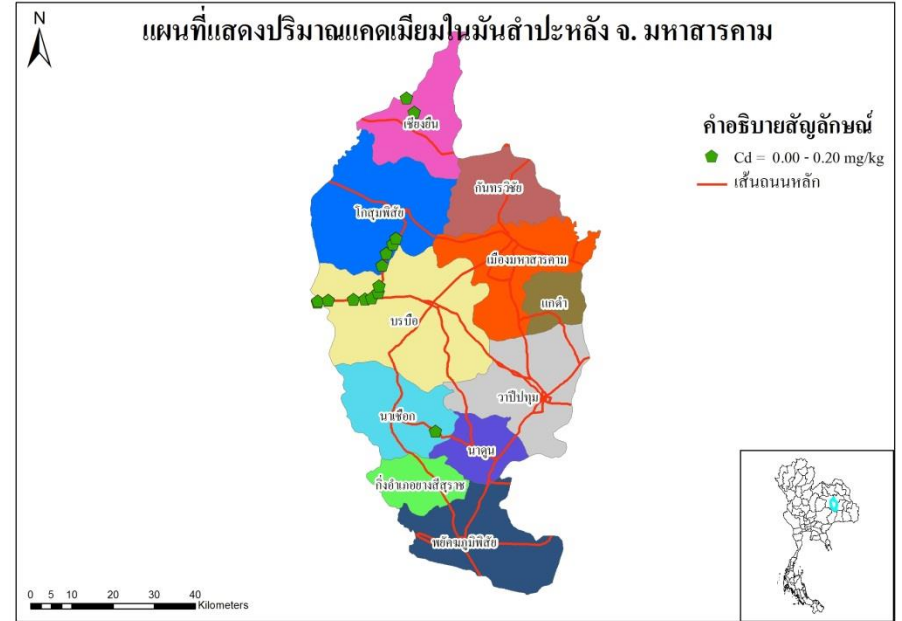 N
แผนที่แสดงปริมาณแคดเมียมในมันสำปะหลัง จ. มหาสารคาม
คำอธิบายสัญลักษณ์
Cd = 0.00 - 0.20 mg/kg
เส้นถนนหลัก
เชียงยืน
กันทรวิชัย
โกสุมพิสัย
เมืองมหาสารคาม
แกดำ
บรบือ
วาปีปทุม
นาเชือก
นาดูน
กิ่งอำเภอยางสีสุราช
พยัคฆภูมิพิสัย
0 5 10 20 30 40
Kilometers